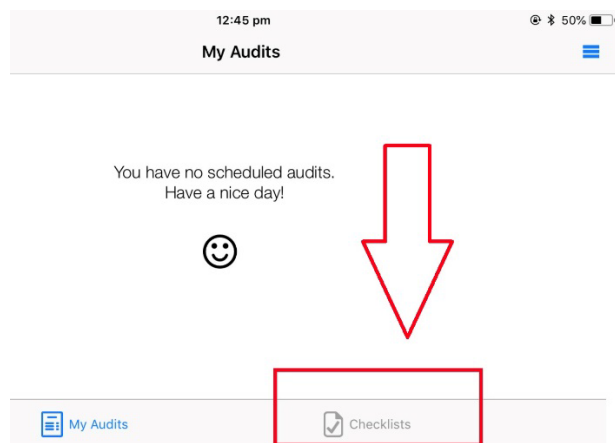 12:45 pm
50%
My Audits
You have no scheduled audits.
Have a nice day!
My Audits
Checklists